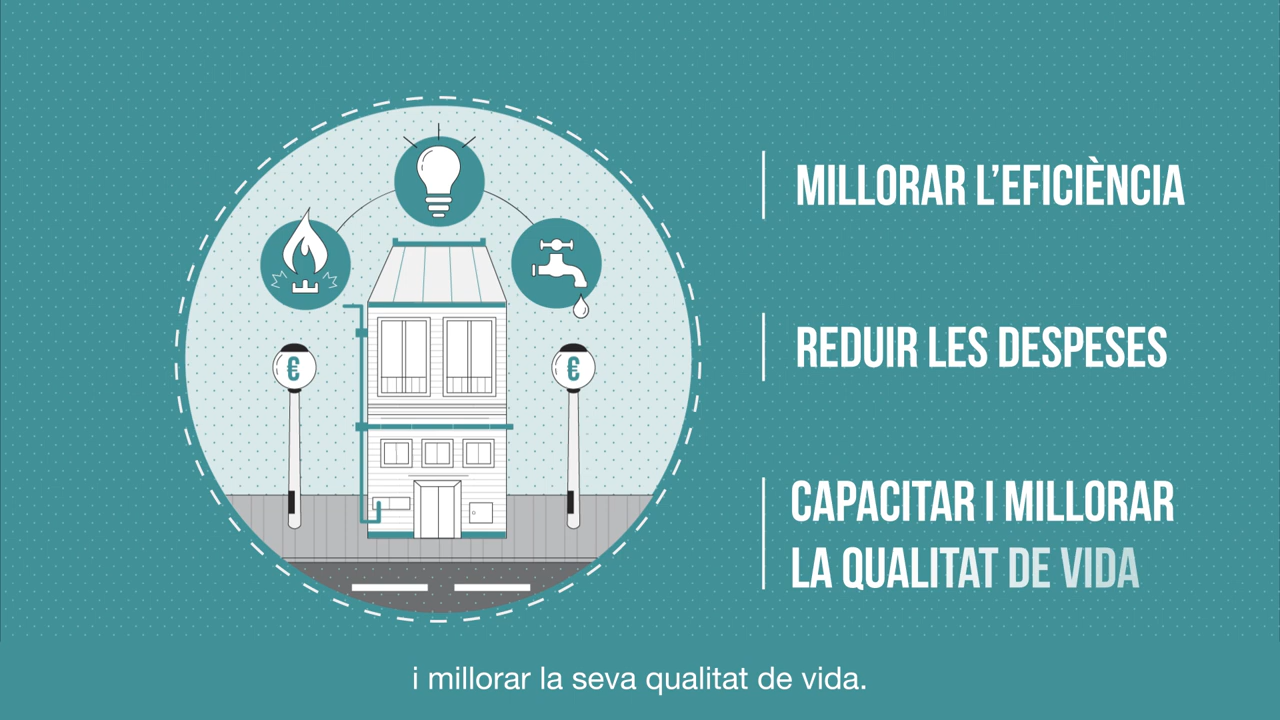 €
€
MILLORAR L'EFICIÈNCIA
REDUIR LES DESPESES
CAPACITAR I MILLORAR
LA QUALITAT DE VIDA
i millorar la seva qualitat de vida.